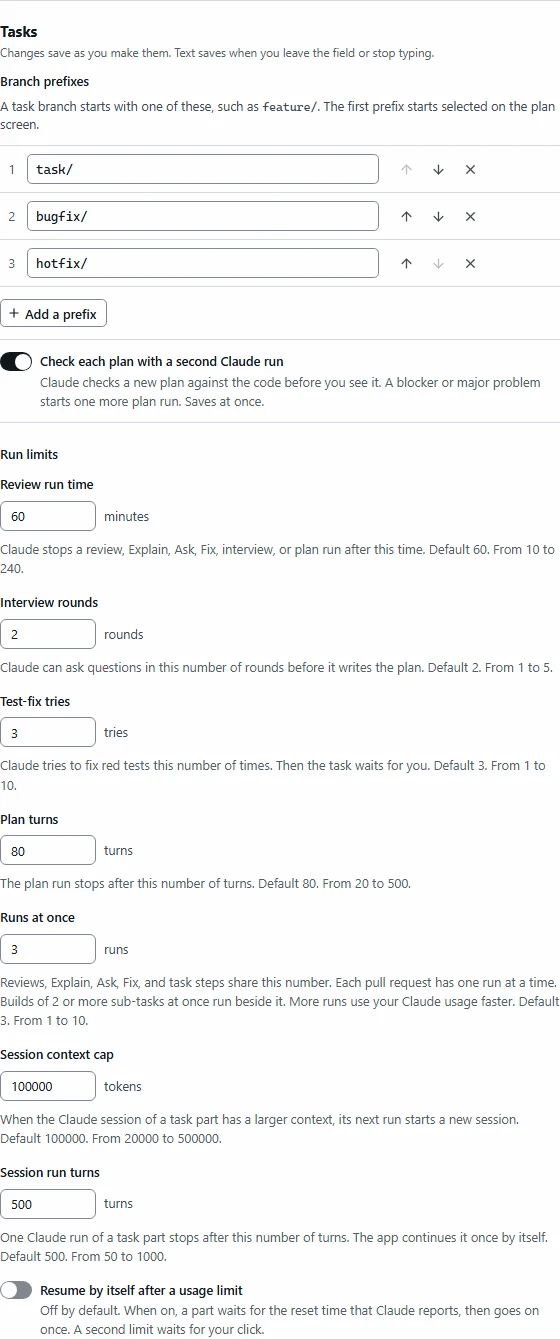 Tasks
Changes save as you make them. Text saves when you leave the field or stop typing.
Branch prefixes
A task branch starts with one of these, such as feature/. The first prefix starts selected on the plan
screen.
1 task/
2 bugfix/
3 hotfix/
+ Add a prefix
Check each plan with a second Claude run
Claude checks a new plan against the code before you see it. A blocker or major problem
starts one more plan run. Saves at once.
Run limits
Review run time
60 minutes
Claude stops a review, Explain, Ask, Fix, interview, or plan run after this time. Default 60. From 10 to
240.
Interview rounds
2 rounds
Claude can ask questions in this number of rounds before it writes the plan. Default 2. From 1 to 5.
Test-fix tries
3 tries
Claude tries to fix red tests this number of times. Then the task waits for you. Default 3. From 1 to
10.
Plan turns
80 turns
The plan run stops after this number of turns. Default 80. From 20 to 500.
Runs at once
3 runs
Reviews, Explain, Ask, Fix, and task steps share this number. Each pull request has one run at a time.
Builds of 2 or more sub-tasks at once run beside it. More runs use your Claude usage faster. Default
3. From 1 to 10.
Session context cap
100000 tokens
When the Claude session of a task part has a larger context, its next run starts a new session.
Default 100000. From 20000 to 500000.
Session run turns
500 turns
One Claude run of a task part stops after this number of turns. The app continues it once by itself.
Default 500. From 50 to 1000.
Resume by itself after a usage limit
Off by default. When on, a part waits for the reset time that Claude reports, then goes on
once. A second limit waits for your click.